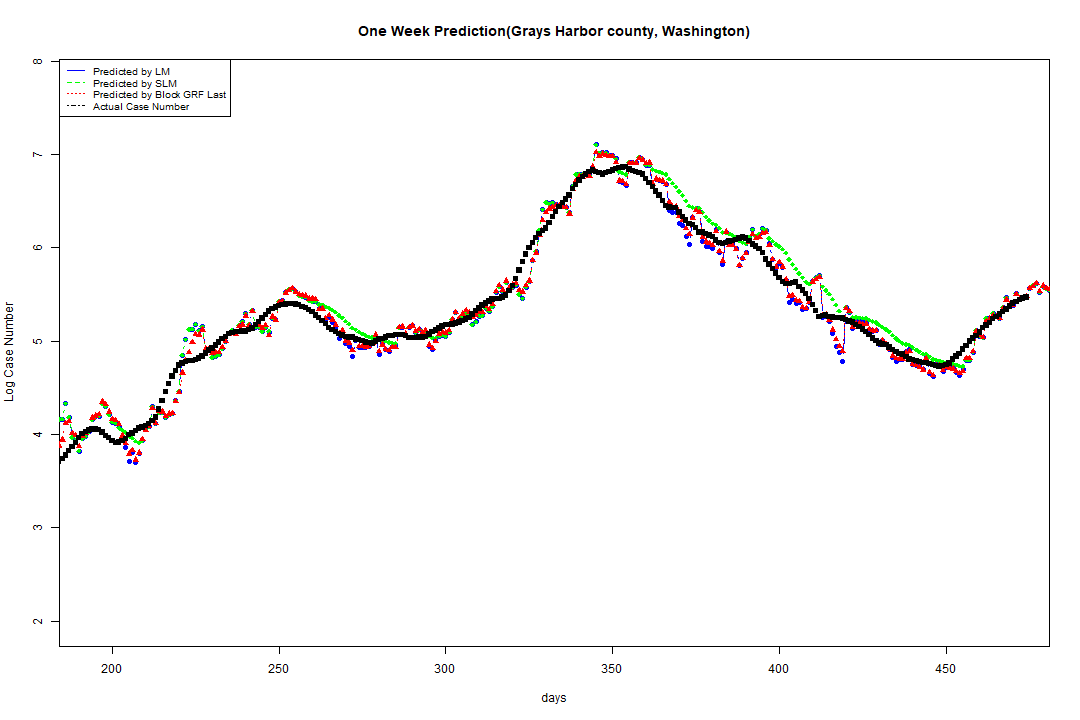 One Week Prediction(Grays Harbor county, Washington)
Predicted by LM
Predicted by SLM
Predicted by Block GRF Last
Actual Case Number
8
7
6
5
4
3
2
Log Case Number
200 250 300 350 400 450
days